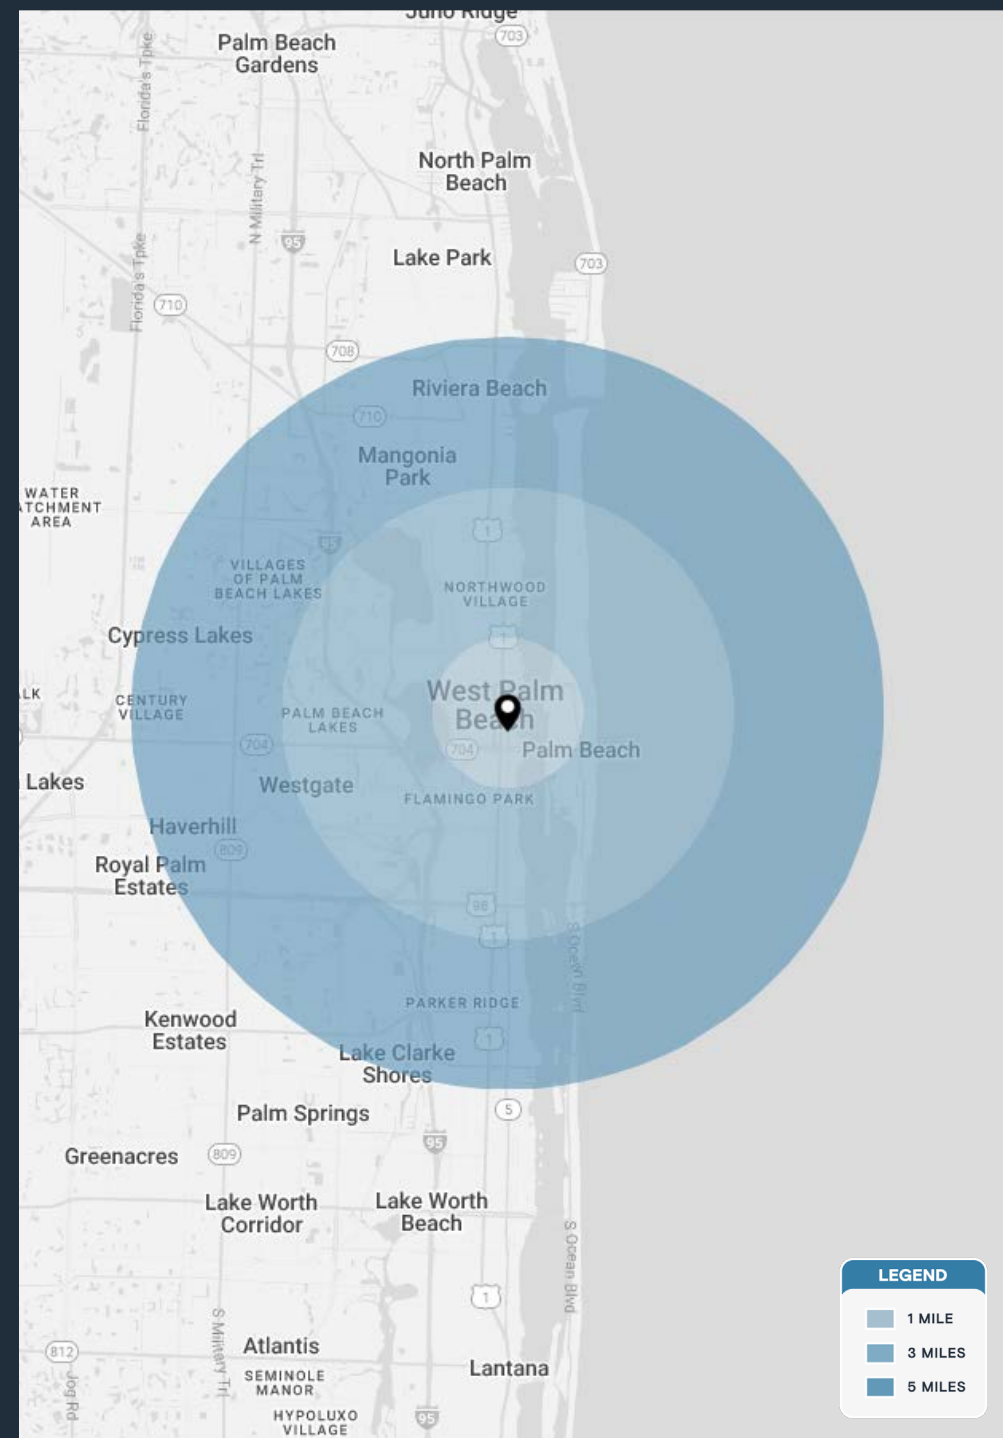 Juno Ridge
703
Palm Beach
Gardens
Florida's Tpke
North Palm
Beach
N Military Trl
95
Lake Park
703
Florida's Tpke
710
708
Riviera Beach
710
Mangonia
Park
WATER
ATCHMENT
AREA
1
95
VILLAGES
OF PALM
BEACH LAKES
NORTHWOOD
VILLAGE
Cypress Lakes
1
LK
CENTURY
VILLAGE
West Palm
Beach
PALM BEACH
LAKES
704
704
Palm Beach
Lakes
Westgate
FLAMINGO PARK
Haverhill
809
Royal Palm
Estates
98
1
S Ocean Blvd
PARKER RIDGE
Kenwood
Estates
1
Lake Clarke
Shores
Palm Springs
5
95
Greenacres
809
Lake Worth
Corridor
Lake Worth
Beach
S Ocean Blvd
1
S Military Trl
812
Atlantis
Lantana
SEMINOLE
MANOR
Jog Rd
HYPOLUXO
VILLAGE
95
LEGEND
1 MILE
3 MILES
5 MILES